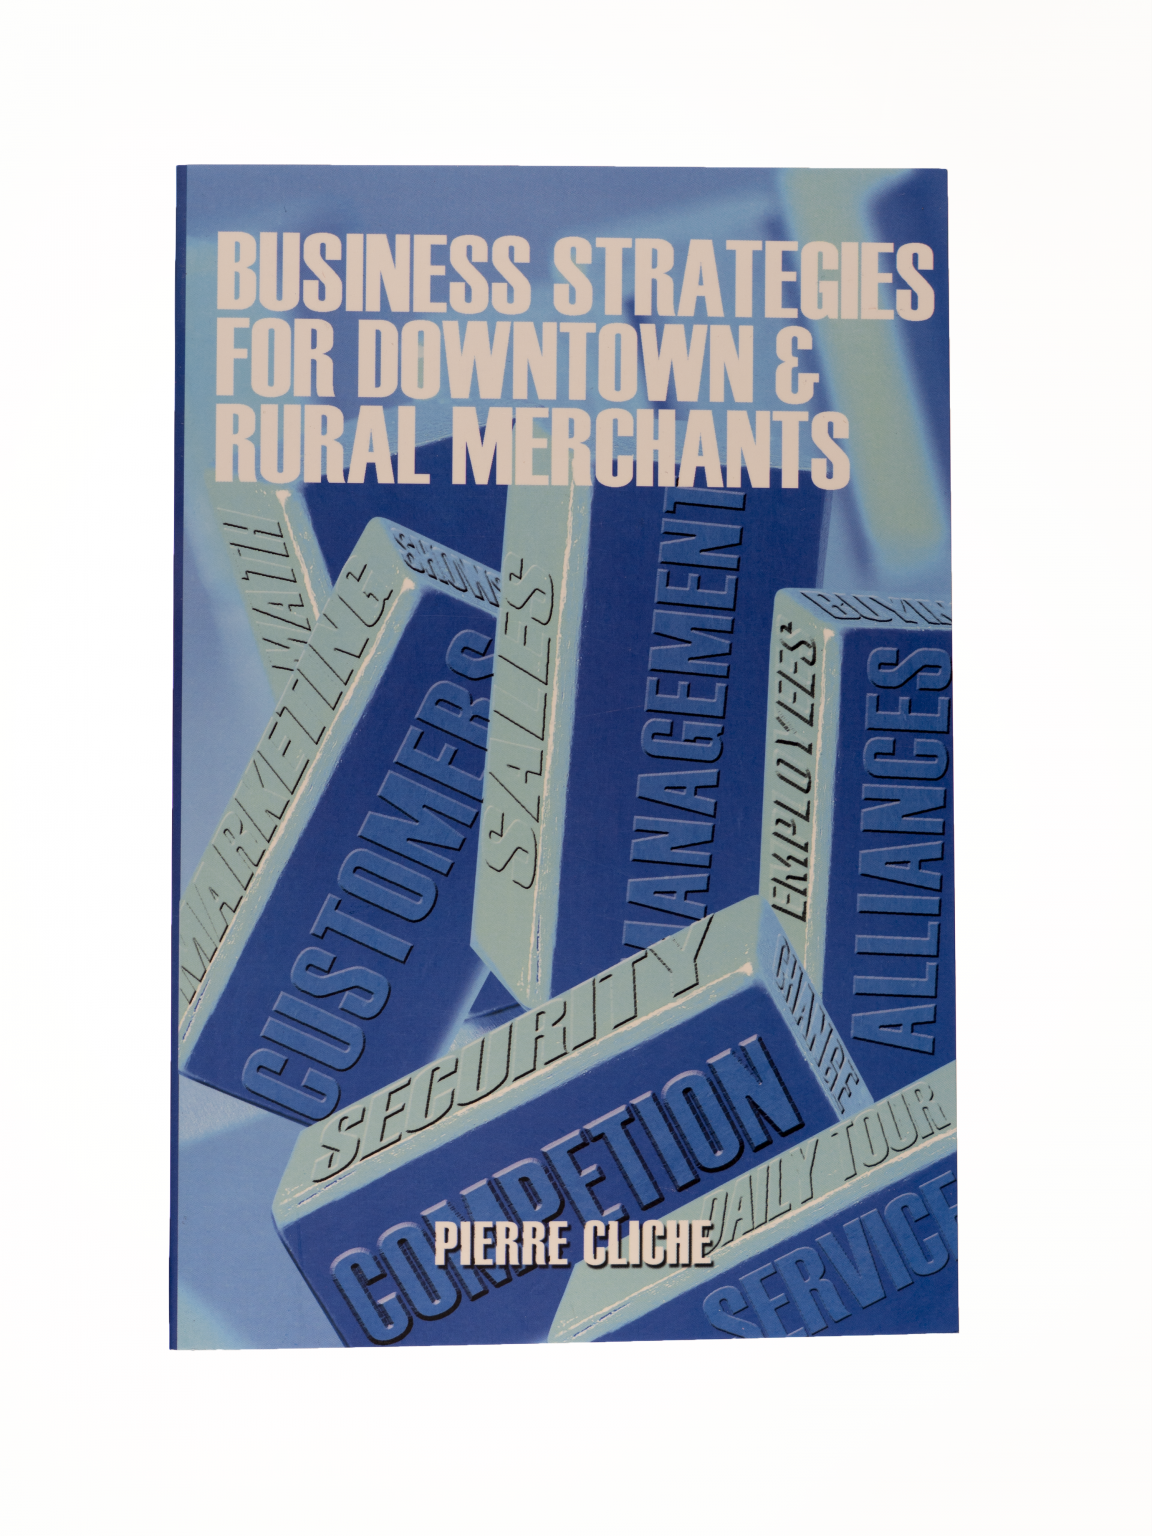 BUSINESS STRATEGIES
FOR DOWNTOWN &
RURAL MERCHANTS
MATH
MARKETING
SHOWS
CUSTOMERS
SALES
MANAGEMENT
EMPLOYEES
ALLIANCES
SECURITY
CHANGE
COMPETION
DAILY TOUR
SERVICE
PIERRE CLICHE